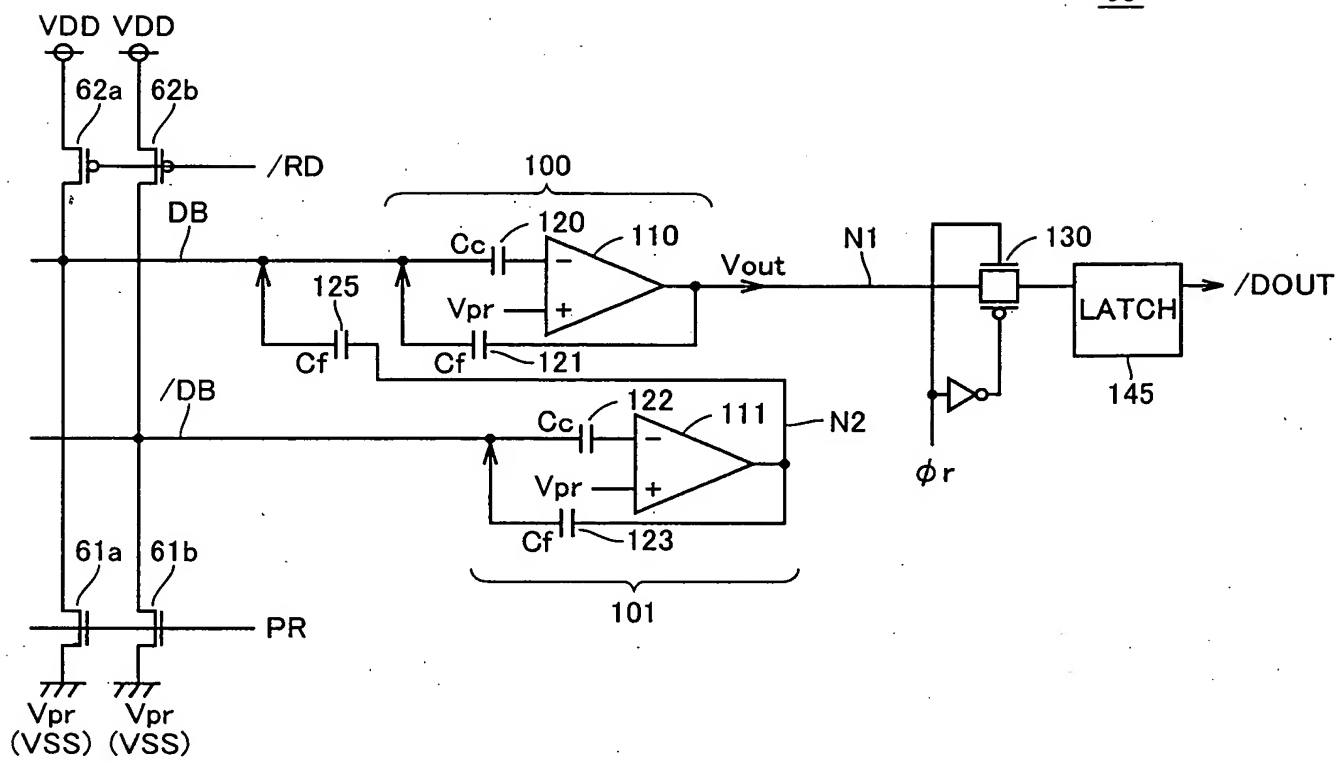 VDD VDD
62a 62b
/RD
100
DB
Cc 120 110
Vout N1 130
125
Vpr
LATCH /DOUT
Cf Cf 121
145
/DB
Cc 122 111
N2
Vpr
φr
Cf 123
61a 61b
101
PR
Vpr Vpr
(VSS) (VSS)
− + − +